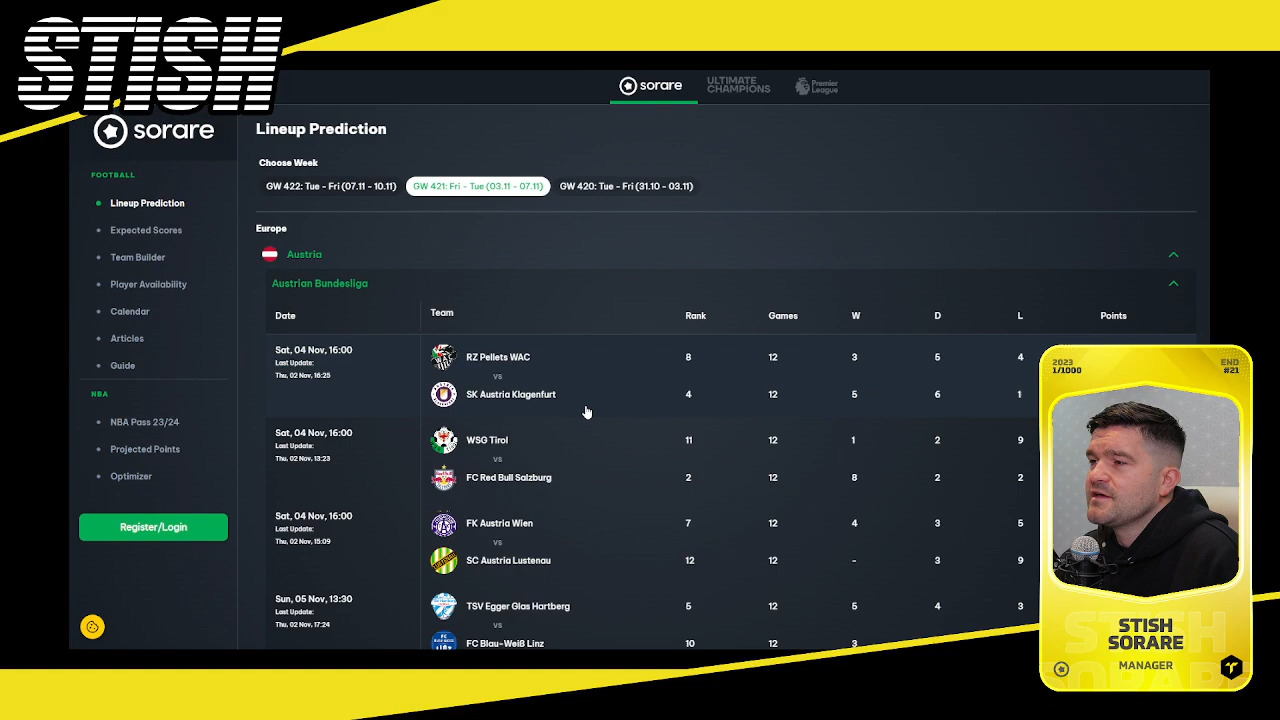 STISH
sorare
ULTIMATE
CHAMPIONS
Premier
League
sorare
FOOTBALL
Lineup Prediction
Expected Scores
Team Builder
Player Availability
Calendar
Articles
Guide
NBA
NBA Pass 23/24
Projected Points
Optimizer
Register/Login
Lineup Prediction
Choose Week
GW 422: Tue - Fri (07.11 - 10.11)
GW 421: Fri - Tue (03.11 - 07.11)
GW 420: Tue - Fri (31.10 - 03.11)
Europe
Austria
Austrian Bundesliga
Date Team Rank Games W D L Points
Sat, 04 Nov, 16:00
Last Update:
Thu, 02 Nov, 16:25
RZ Pellets WAC 8 12 3 5 4
vs
SK Austria Klagenfurt 4 12 5 6 1
Sat, 04 Nov, 16:00
Last Update:
Thu, 02 Nov, 13:23
WSG Tirol 11 12 1 2 9
vs
FC Red Bull Salzburg 2 12 8 2 2
Sat, 04 Nov, 16:00
Last Update:
Thu, 02 Nov, 15:09
FK Austria Wien 7 12 4 3 5
vs
SC Austria Lustenau 12 12 - 3 9
Sun, 05 Nov, 13:30
Last Update:
Thu, 02 Nov, 17:24
TSV Egger Glas Hartberg 5 12 5 4 3
vs
FC Blau-Weiß Linz 10 12 3
2023
1/1000
END
#21
STISH
SORARE
MANAGER